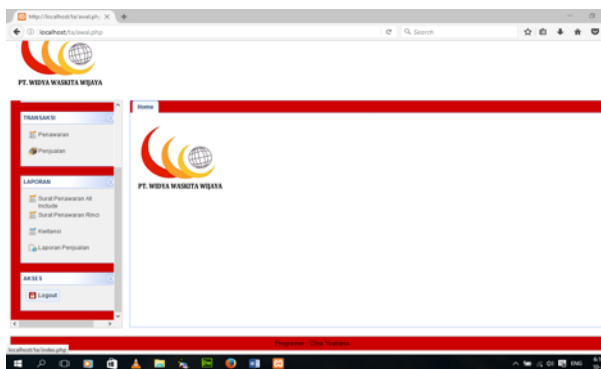 http://localhost/ta/awal.ph
localhost/ta/awal.php
Search
PT. WIDYA WASKITA WIJAYA
Home
TRANSAKSI
Penawaran
Penjualan
PT. WIDYA WASKITA WIJAYA
LAPORAN
Surat Penawaran All
Include
Surat Penawaran Rinci
Kwitansi
Laporan Penjualan
AKSES
Logout
localhost/ta/index.php
Programer : Citra Yustiana
ENG